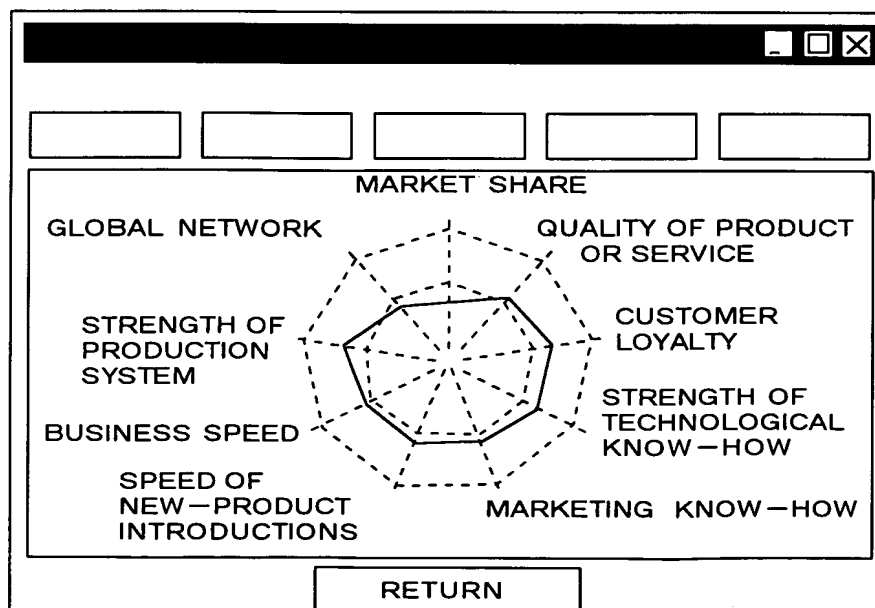 MARKET SHARE
GLOBAL NETWORK
QUALITY OF PRODUCT
OR SERVICE
STRENGTH OF
PRODUCTION
SYSTEM
CUSTOMER
LOYALTY
STRENGTH OF
TECHNOLOGICAL
KNOW-HOW
BUSINESS SPEED
SPEED OF
NEW-PRODUCT
INTRODUCTIONS
MARKETING KNOW-HOW
RETURN